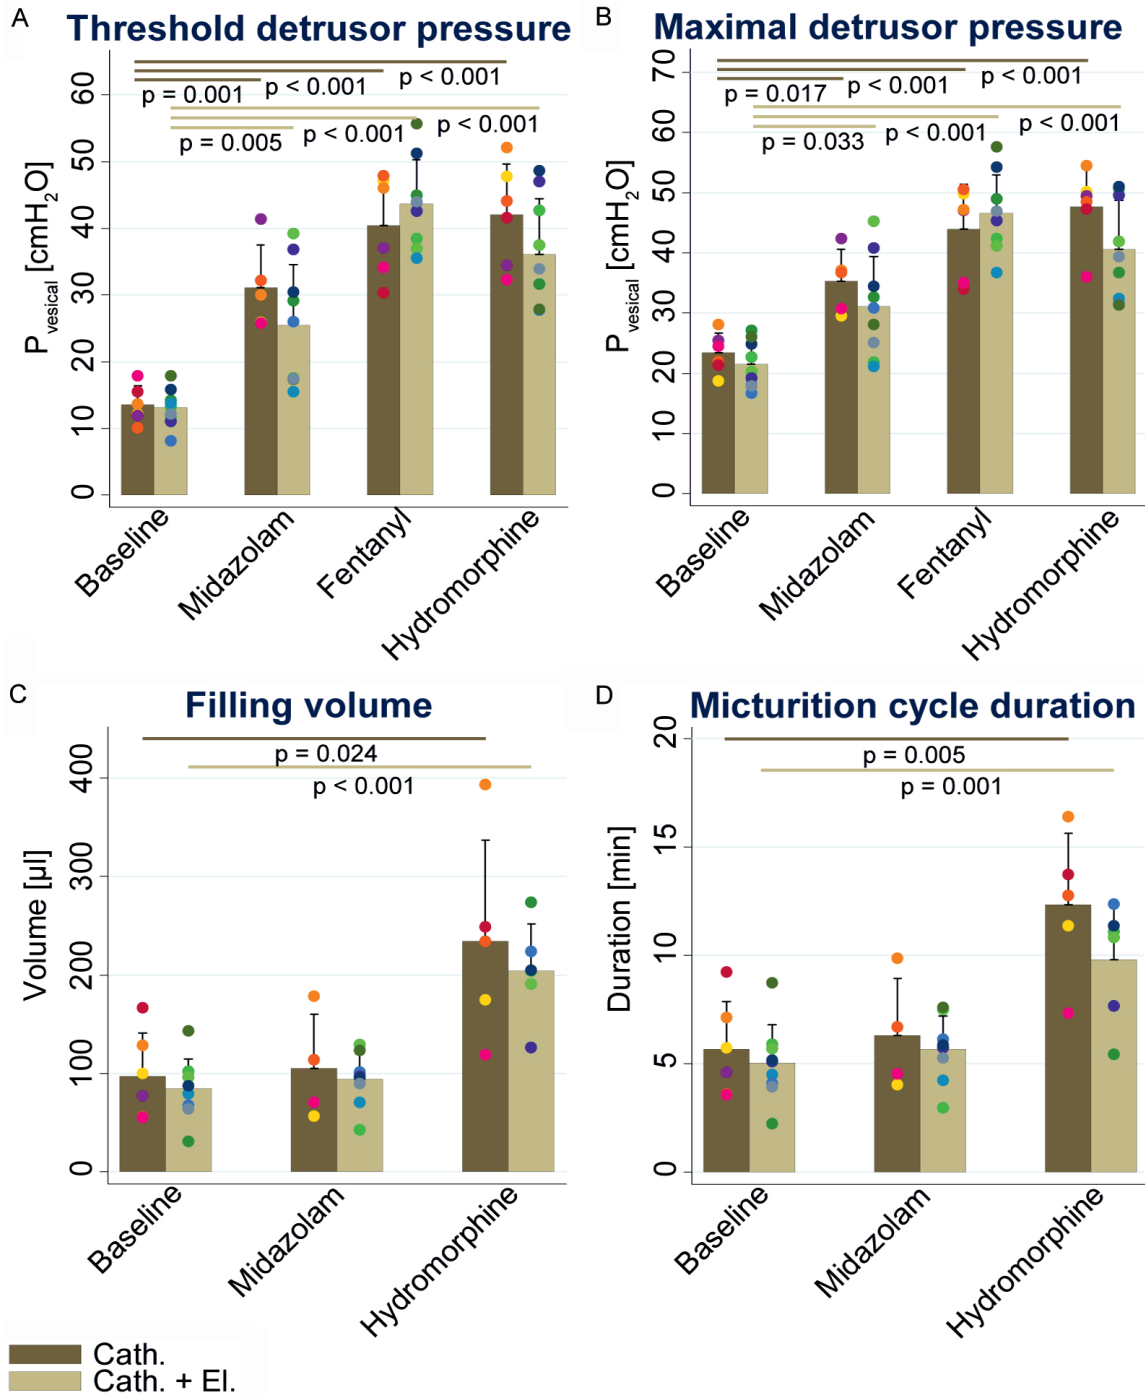 A
Threshold detrusor pressure
p = 0.001
p < 0.001
p < 0.001
p = 0.005
p < 0.001
p < 0.001
P vesical [cmH2O]
60
50
40
30
20
10
0
Baseline
Midazolam
Fentanyl
Hydromorphine
B
Maximal detrusor pressure
p = 0.017
p < 0.001
p < 0.001
p = 0.033
p < 0.001
p < 0.001
P vesical [cmH2O]
70
60
50
40
30
20
10
0
Baseline
Midazolam
Fentanyl
Hydromorphine
C
Filling volume
p = 0.024
p < 0.001
Volume [µl]
400
300
200
100
0
Baseline
Midazolam
Hydromorphine
D
Micturition cycle duration
p = 0.005
p = 0.001
Duration [min]
20
15
10
5
0
Baseline
Midazolam
Hydromorphine
Cath.
Cath. + El.